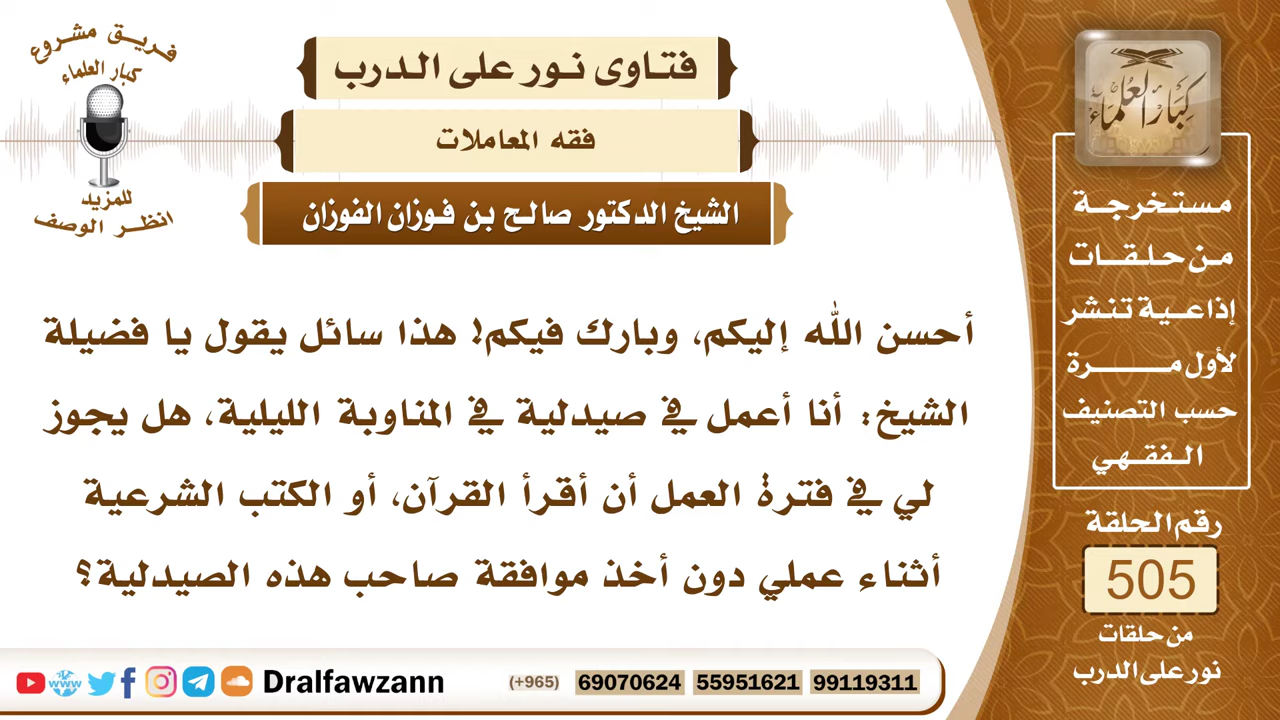 فريق مشروع
كبار العلماء
للمزيد
انظر الوصف
فتاوى نور على الدرب
فقه المعاملات
الشيخ الدكتور صالح بن فوزان الفوزان
أحسن الله إليكم، وبارك فيكم! هذا سائل يقول يا فضيلة
الشيخ: أنا أعمل في صيدلية في المناوبة الليلية، هل يجوز
لي في فترة العمل أن أقرأ القرآن، أو الكتب الشرعية
أثناء عملي دون أخذ موافقة صاحب هذه الصيدلية؟
كبار العلماء
مستخرجة
من حلقات
إذاعية تنشر
لأول مرة
حسب التصنيف
الفقهي
رقم الحلقة
505
من حلقات
نور على الدرب
www Dralfawzann (+965) 69070624 55951621 99119311